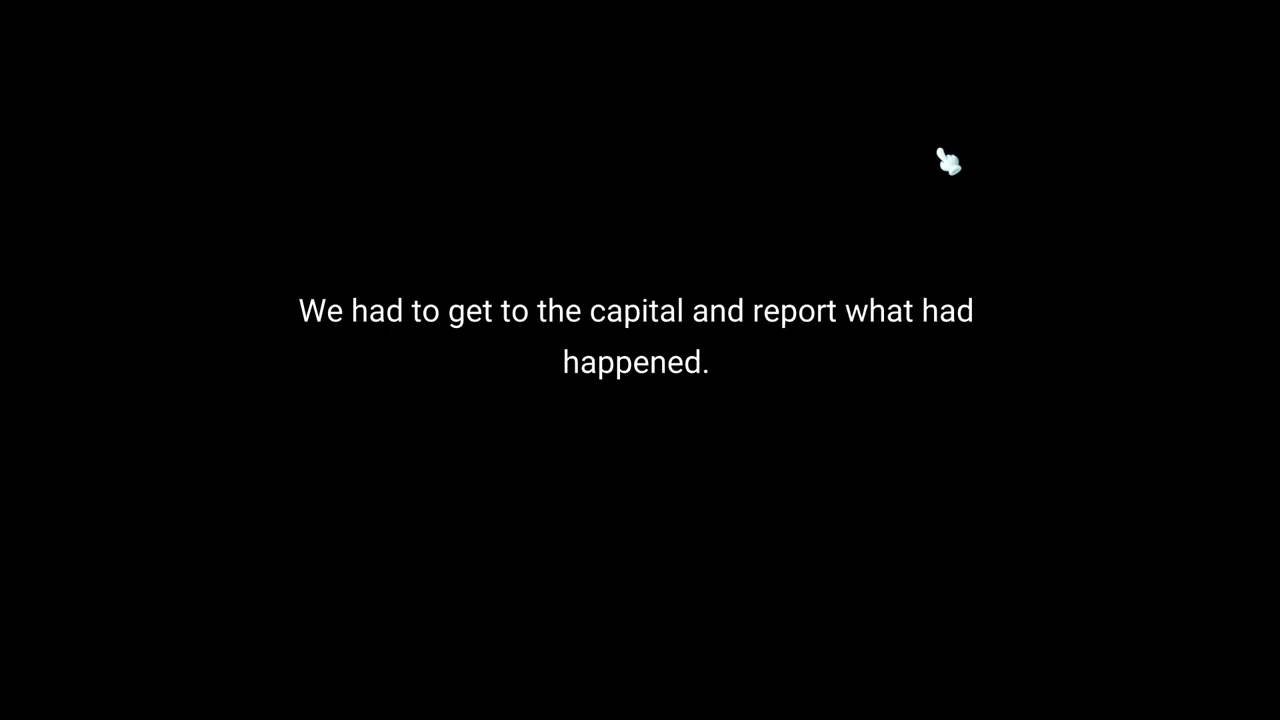 We had to get to the capital and report what had
happened.